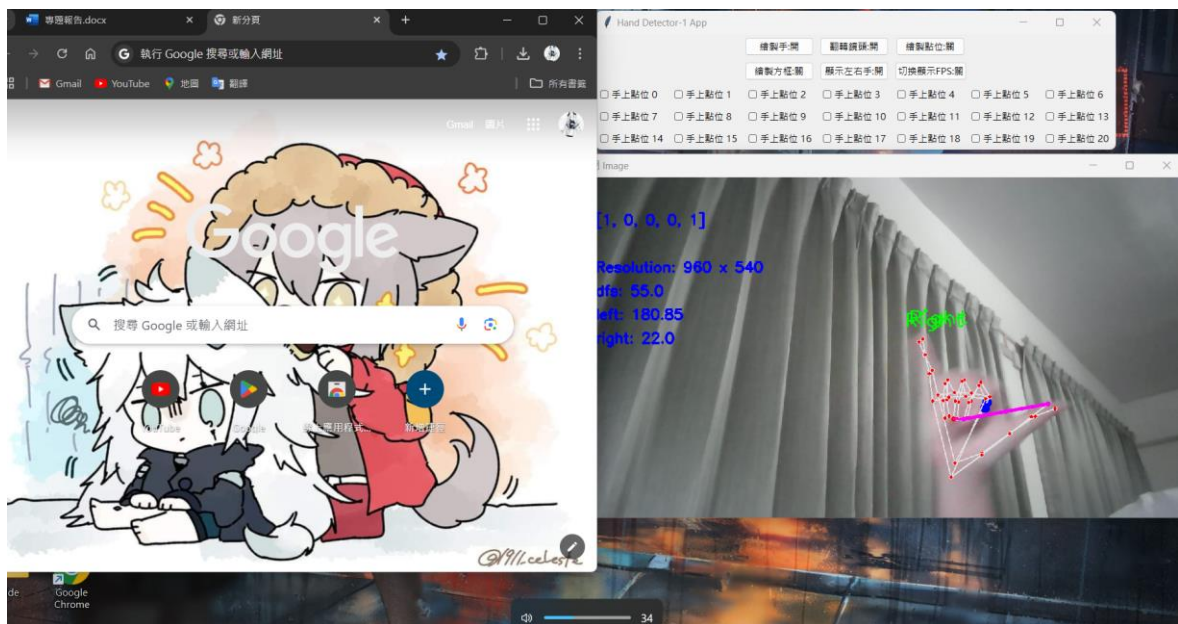 專題報告.docx
新分頁
執行 Google 搜尋或輸入網址
Gmail
YouTube
地圖
翻譯
所有書籤
Gmail 圖片
Google
搜尋 Google 或輸入網址
YouTube
Google
新增捷徑
@1911.celeste
de
Google
Chrome
34
Hand Detector-1 App
繪製手:開 翻轉鏡頭:開 繪製點位:關
繪製方框:關 顯示左右手:開 切換顯示FPS:關
手上點位 0 手上點位 1 手上點位 2 手上點位 3 手上點位 4 手上點位 5 手上點位 6
手上點位 7 手上點位 8 手上點位 9 手上點位 10 手上點位 11 手上點位 12 手上點位 13
手上點位 14 手上點位 15 手上點位 16 手上點位 17 手上點位 18 手上點位 19 手上點位 20
Image
[1, 0, 0, 0, 1]
Resolution: 960 x 540
dfs: 55.0
left: 180.85
right: 22.0
Right